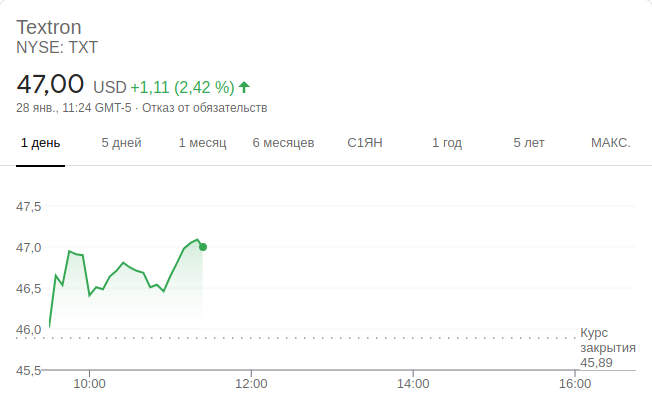 Textron
NYSE: TXT
47,00 USD +1,11 (2,42 %)
28 янв., 11:24 GMT-5 · Отказ от обязательств
1 день 5 дней 1 месяц 6 месяцев С1ЯН 1 год 5 лет МАКС.
47,5
47,0
46,5
46,0
Курс
закрытия
45,89
45,5
10:00 12:00 14:00 16:00